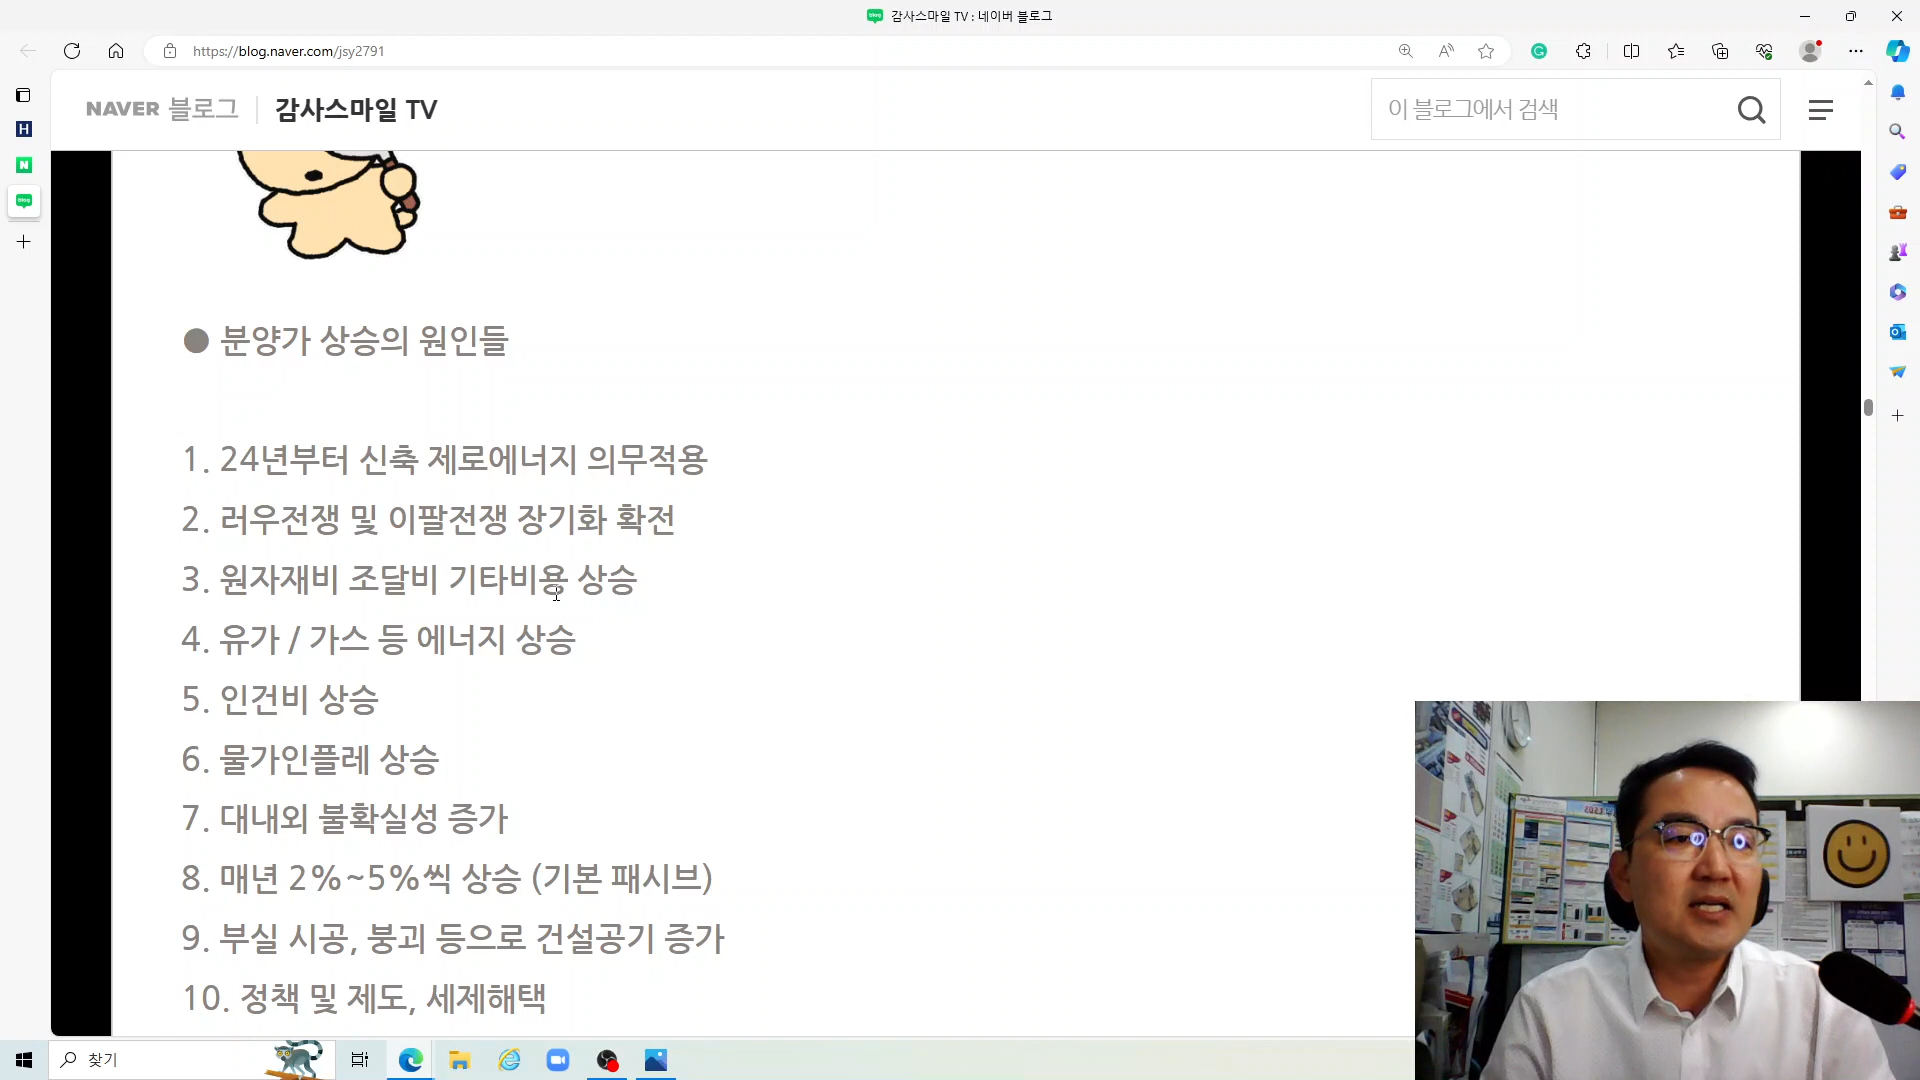 감사스마일 TV : 네이버 블로그
https://blog.naver.com/jsy2791
NAVER 블로그
감사스마일 TV
이 블로그에서 검색
● 분양가 상승의 원인들
1. 24년부터 신축 제로에너지 의무적용
2. 러우전쟁 및 이팔전쟁 장기화 확전
3. 원자재비 조달비 기타비용 상승
4. 유가 / 가스 등 에너지 상승
5. 인건비 상승
6. 물가인플레 상승
7. 대내외 불확실성 증가
8. 매년 2%~5%씩 상승 (기본 패시브)
9. 부실 시공, 붕괴 등으로 건설공기 증가
10. 정책 및 제도, 세제해택
찾기